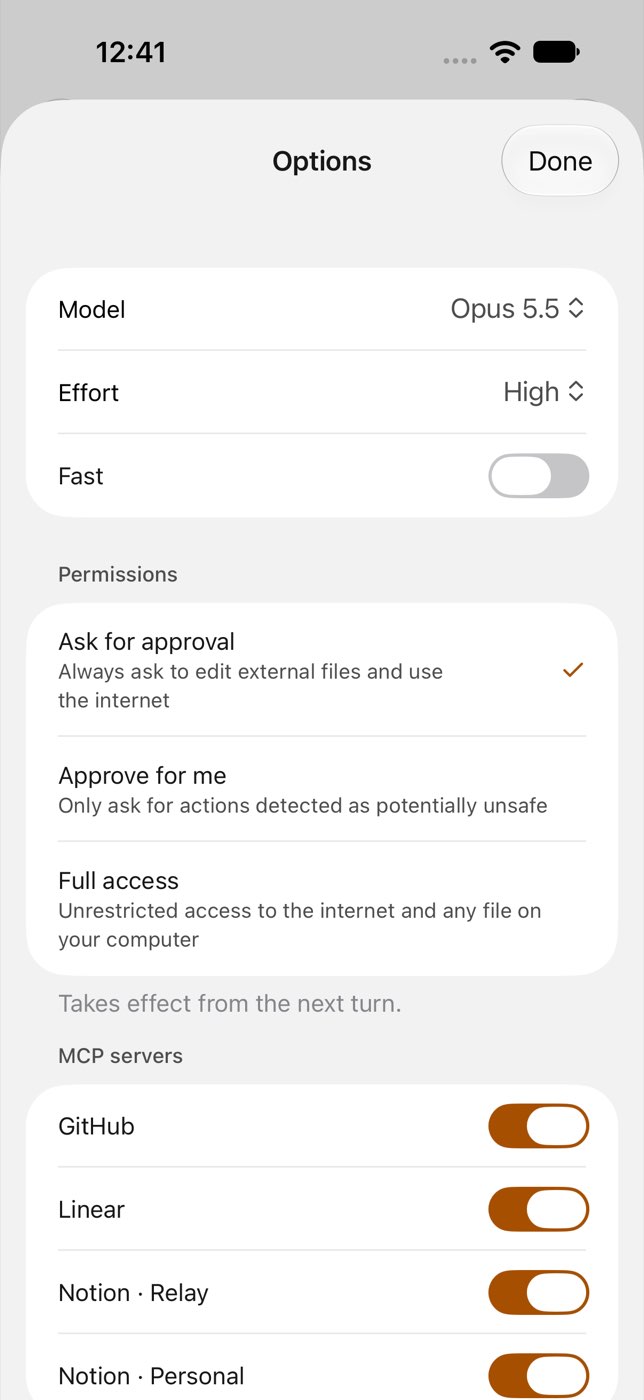 12:41
Options
Done
Model
Opus 5.5
Effort
High
Fast
Permissions
Ask for approval
Always ask to edit external files and use
the internet
Approve for me
Only ask for actions detected as potentially unsafe
Full access
Unrestricted access to the internet and any file on
your computer
Takes effect from the next turn.
MCP servers
GitHub
Linear
Notion · Relay
Notion · Personal